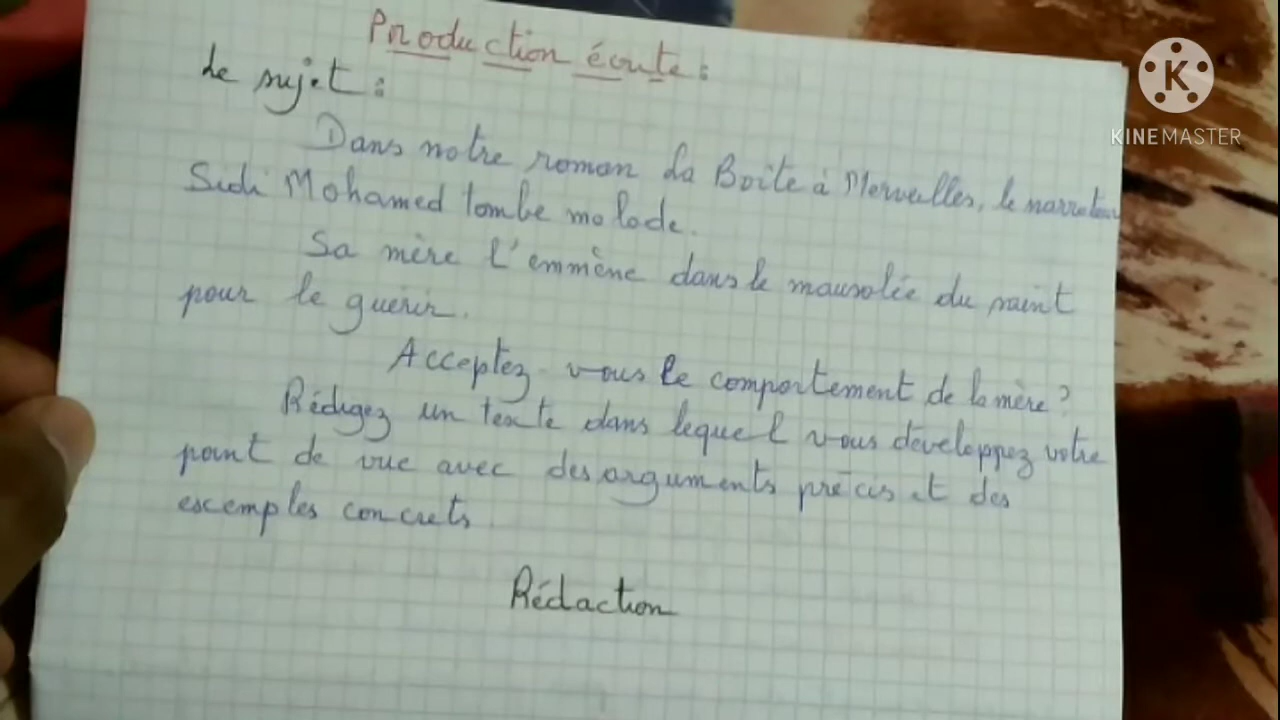 Production écrite :
Le sujet :
Dans notre roman La Boîte à Merveilles, le narrateur
Sidi Mohamed tombe malade.
Sa mère l'emmène dans le mausolée du saint
pour le guérir.
Acceptez-vous le comportement de la mère ?
Rédigez un texte dans lequel vous développez votre
point de vue avec des arguments précis et des
exemples concrets
Rédaction
KINEMASTER